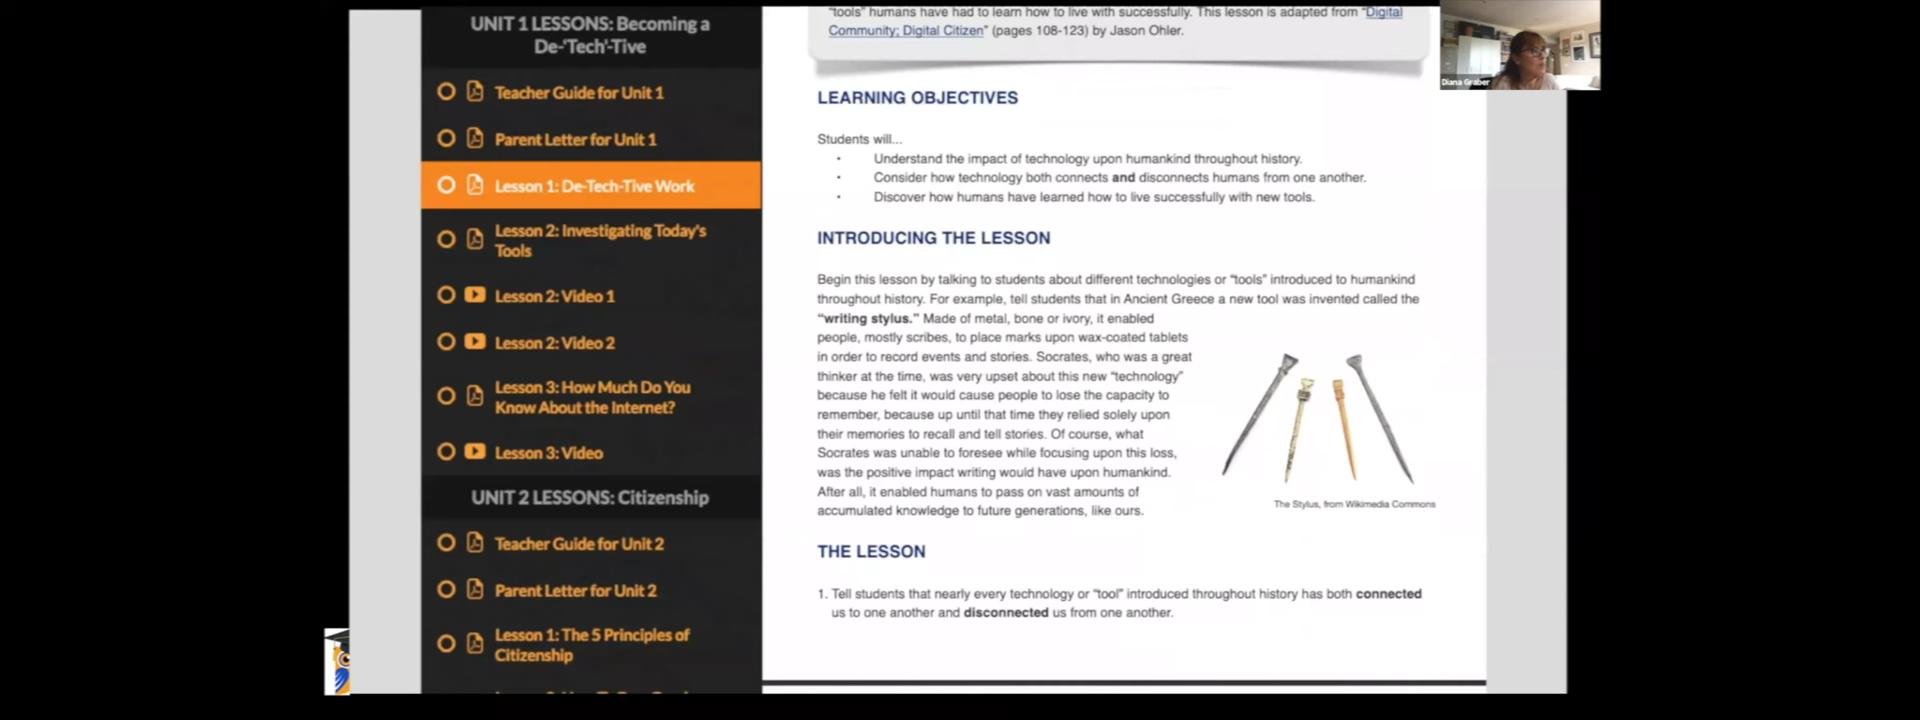 UNIT 1 LESSONS: Becoming a
De-'Tech'-Tive
Teacher Guide for Unit 1
Parent Letter for Unit 1
Lesson 1: De-Tech-Tive Work
Lesson 2: Investigating Today's
Tools
Lesson 2: Video 1
Lesson 2: Video 2
Lesson 3: How Much Do You
Know About the Internet?
Lesson 3: Video
UNIT 2 LESSONS: Citizenship
Teacher Guide for Unit 2
Parent Letter for Unit 2
Lesson 1: The 5 Principles of
Citizenship
"tools" humans have had to learn how to live with successfully. This lesson is adapted from "Digital
Community; Digital Citizen" (pages 108-123) by Jason Ohler.
LEARNING OBJECTIVES
Students will...
• Understand the impact of technology upon humankind throughout history.
• Consider how technology both connects and disconnects humans from one another.
• Discover how humans have learned how to live successfully with new tools.
INTRODUCING THE LESSON
Begin this lesson by talking to students about different technologies or "tools" introduced to humankind
throughout history. For example, tell students that in Ancient Greece a new tool was invented called the
"writing stylus." Made of metal, bone or ivory, it enabled
people, mostly scribes, to place marks upon wax-coated tablets
in order to record events and stories. Socrates, who was a great
thinker at the time, was very upset about this new "technology"
because he felt it would cause people to lose the capacity to
remember, because up until that time they relied solely upon
their memories to recall and tell stories. Of course, what
Socrates was unable to foresee while focusing upon this loss,
was the positive impact writing would have upon humankind.
After all, it enabled humans to pass on vast amounts of
accumulated knowledge to future generations, like ours.
The Stylus, from Wikimedia Commons
THE LESSON
1. Tell students that nearly every technology or "tool" introduced throughout history has both connected
us to one another and disconnected us from one another.
Diana Graber